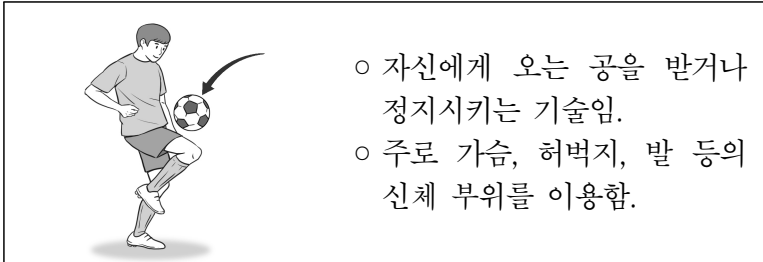 ○ 자신에게 오는 공을 받거나
정지시키는 기술임.
○ 주로 가슴, 허벅지, 발 등의
신체 부위를 이용함.